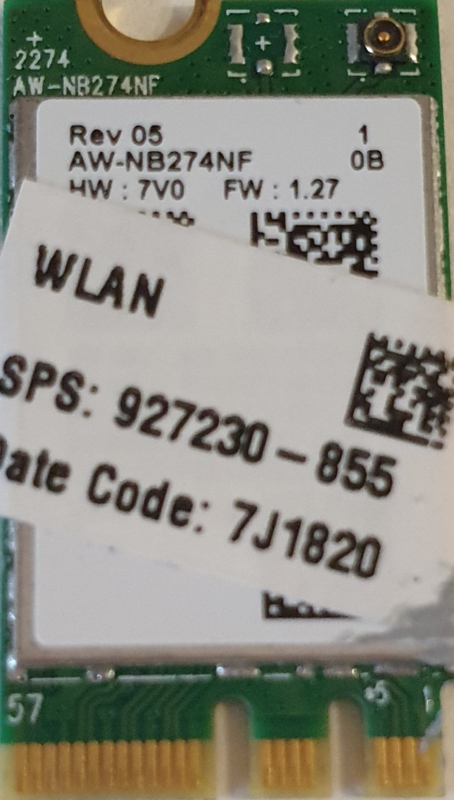 2274
AW-NB274NF
Rev 05 1
AW-NB274NF 0B
HW : 7V0 FW : 1.27
WLAN
SPS: 927230-855
Date Code: 7J1820
57